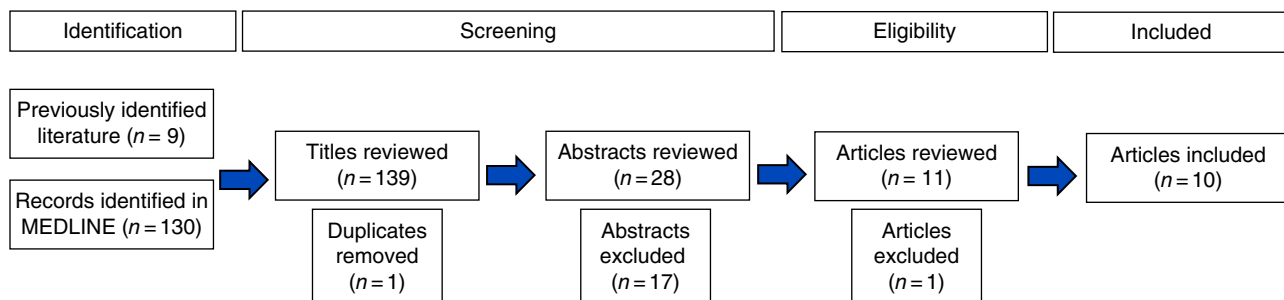 Identification
Screening
Eligibility
Included
Previously identified
literature (n = 9)
Records identified in
MEDLINE (n = 130)
Titles reviewed
(n = 139)
Duplicates
removed
(n = 1)
Abstracts reviewed
(n = 28)
Abstracts
excluded
(n = 17)
Articles reviewed
(n = 11)
Articles
excluded
(n = 1)
Articles included
(n = 10)